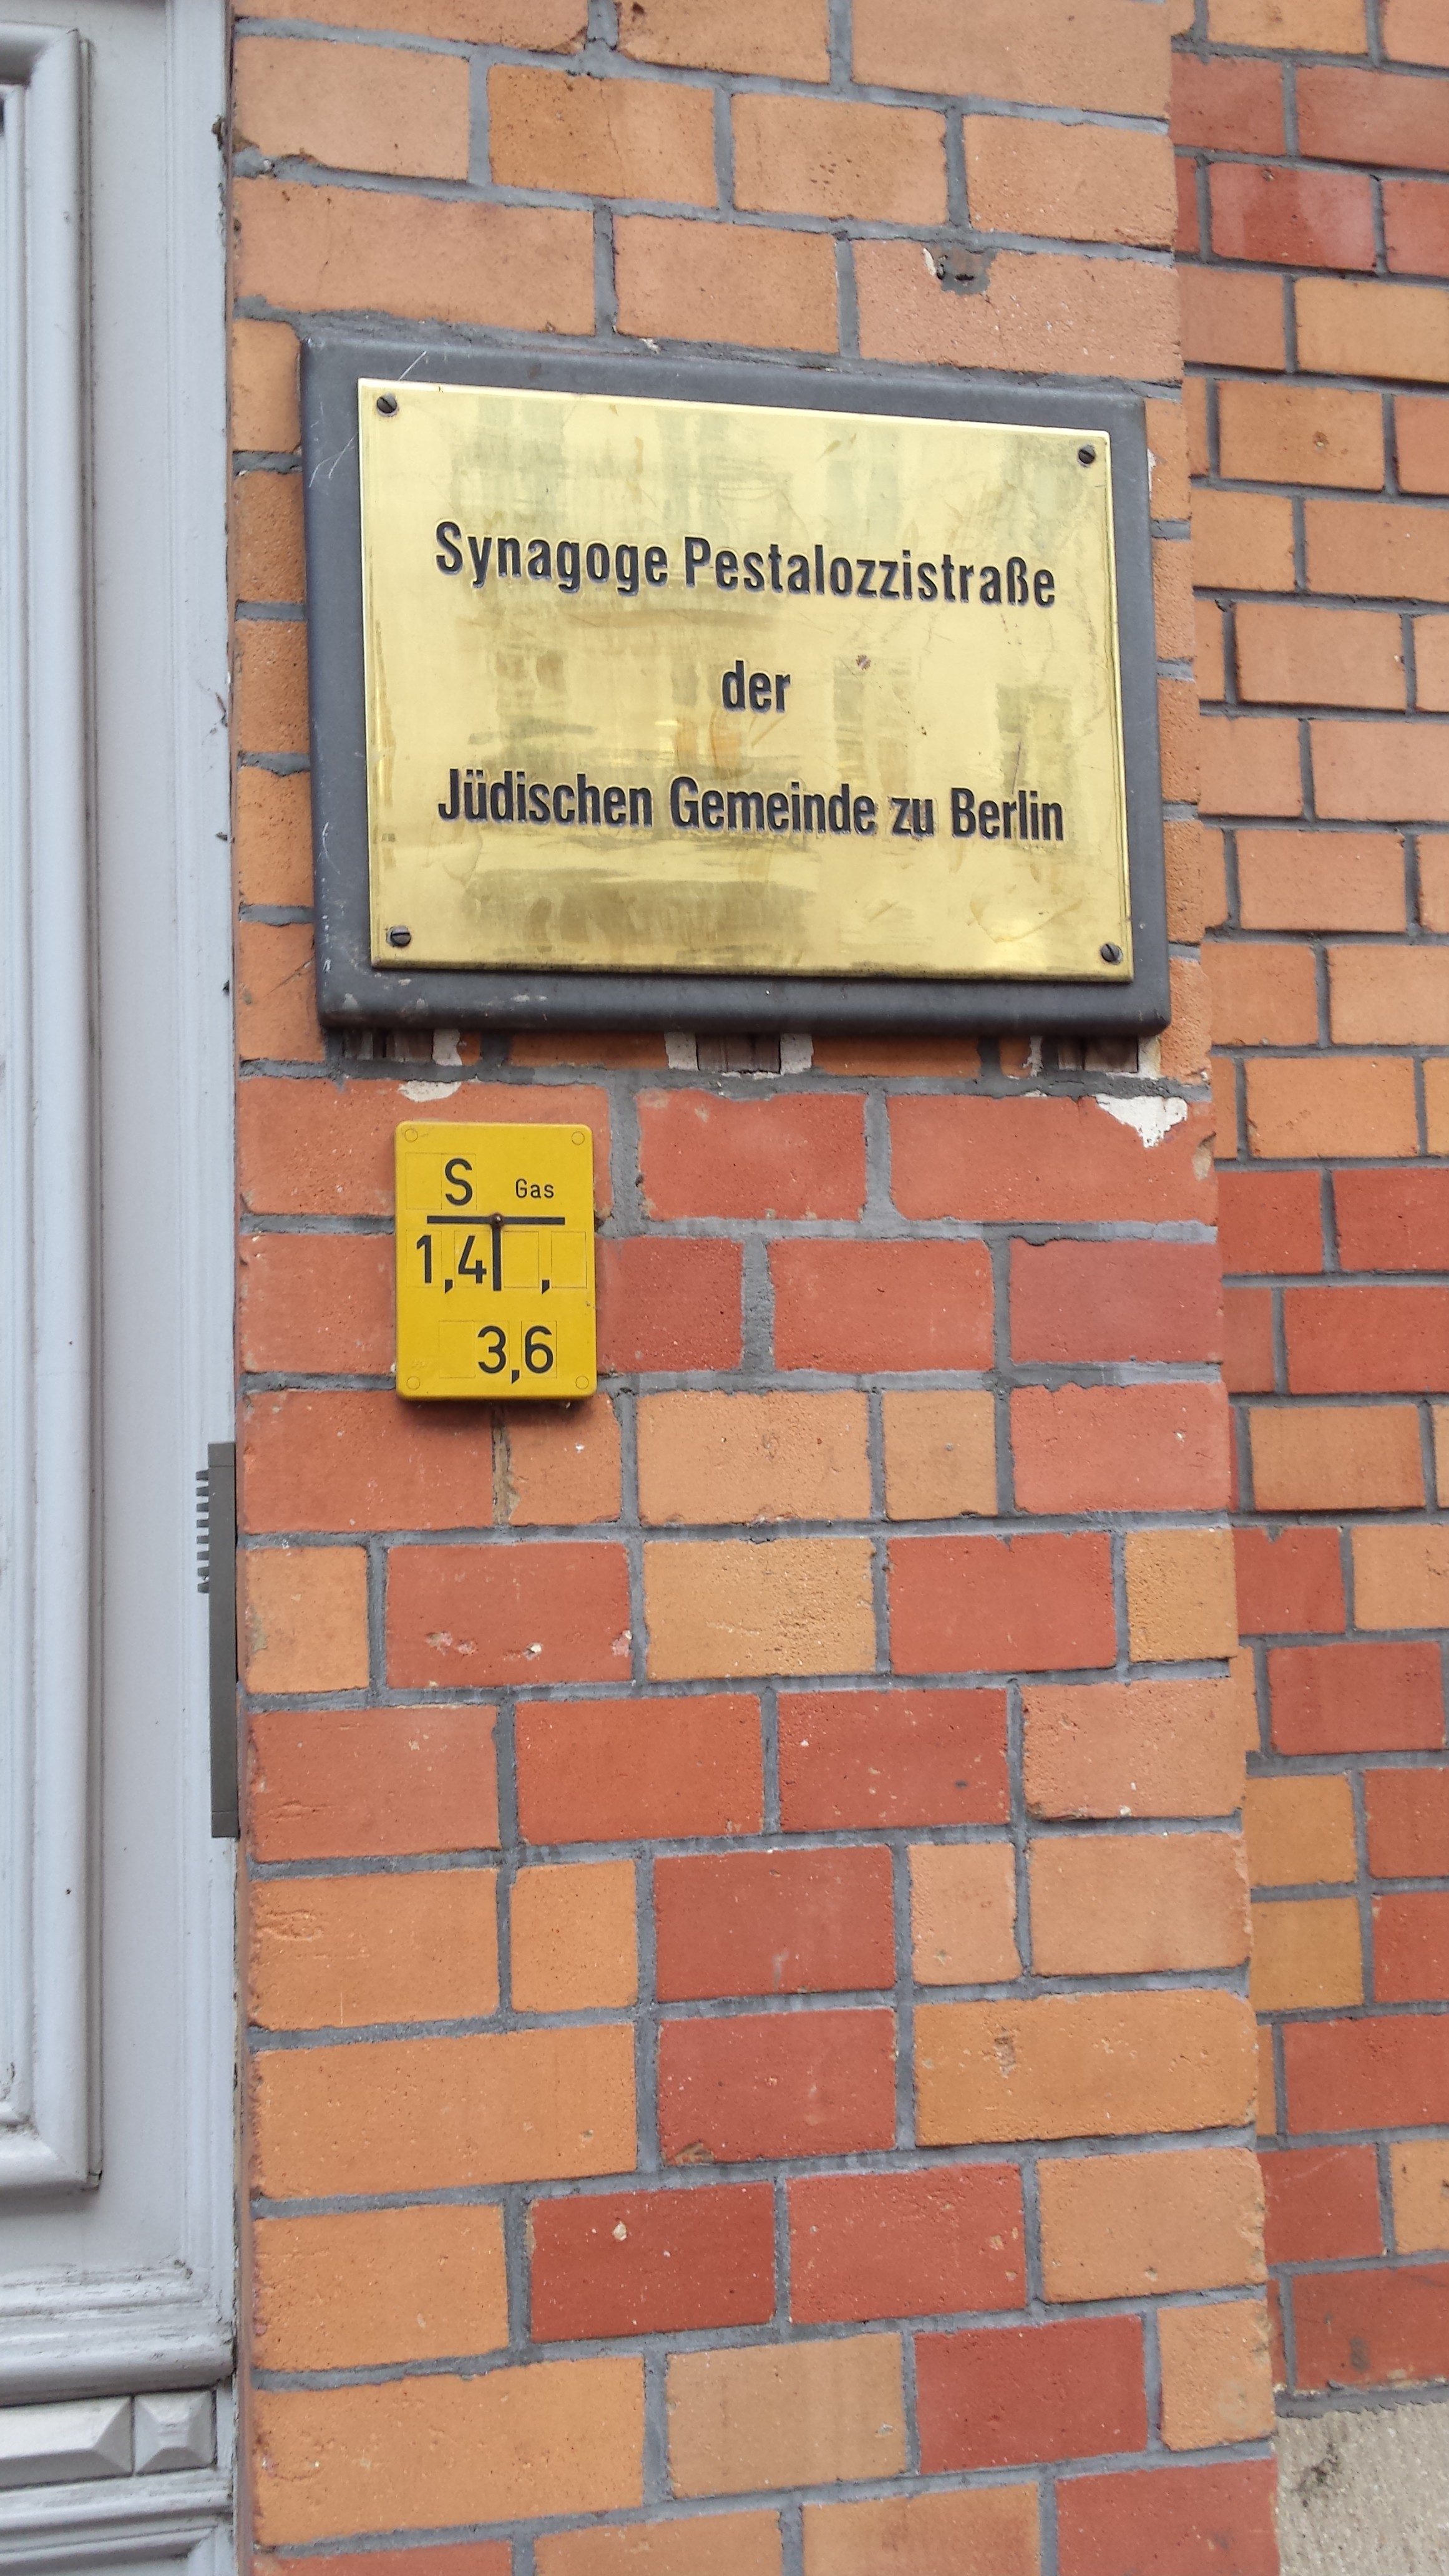 Synagoge Pestalozzistraße
der
Jüdischen Gemeinde zu Berlin
S Gas
1,4 ,
3,6